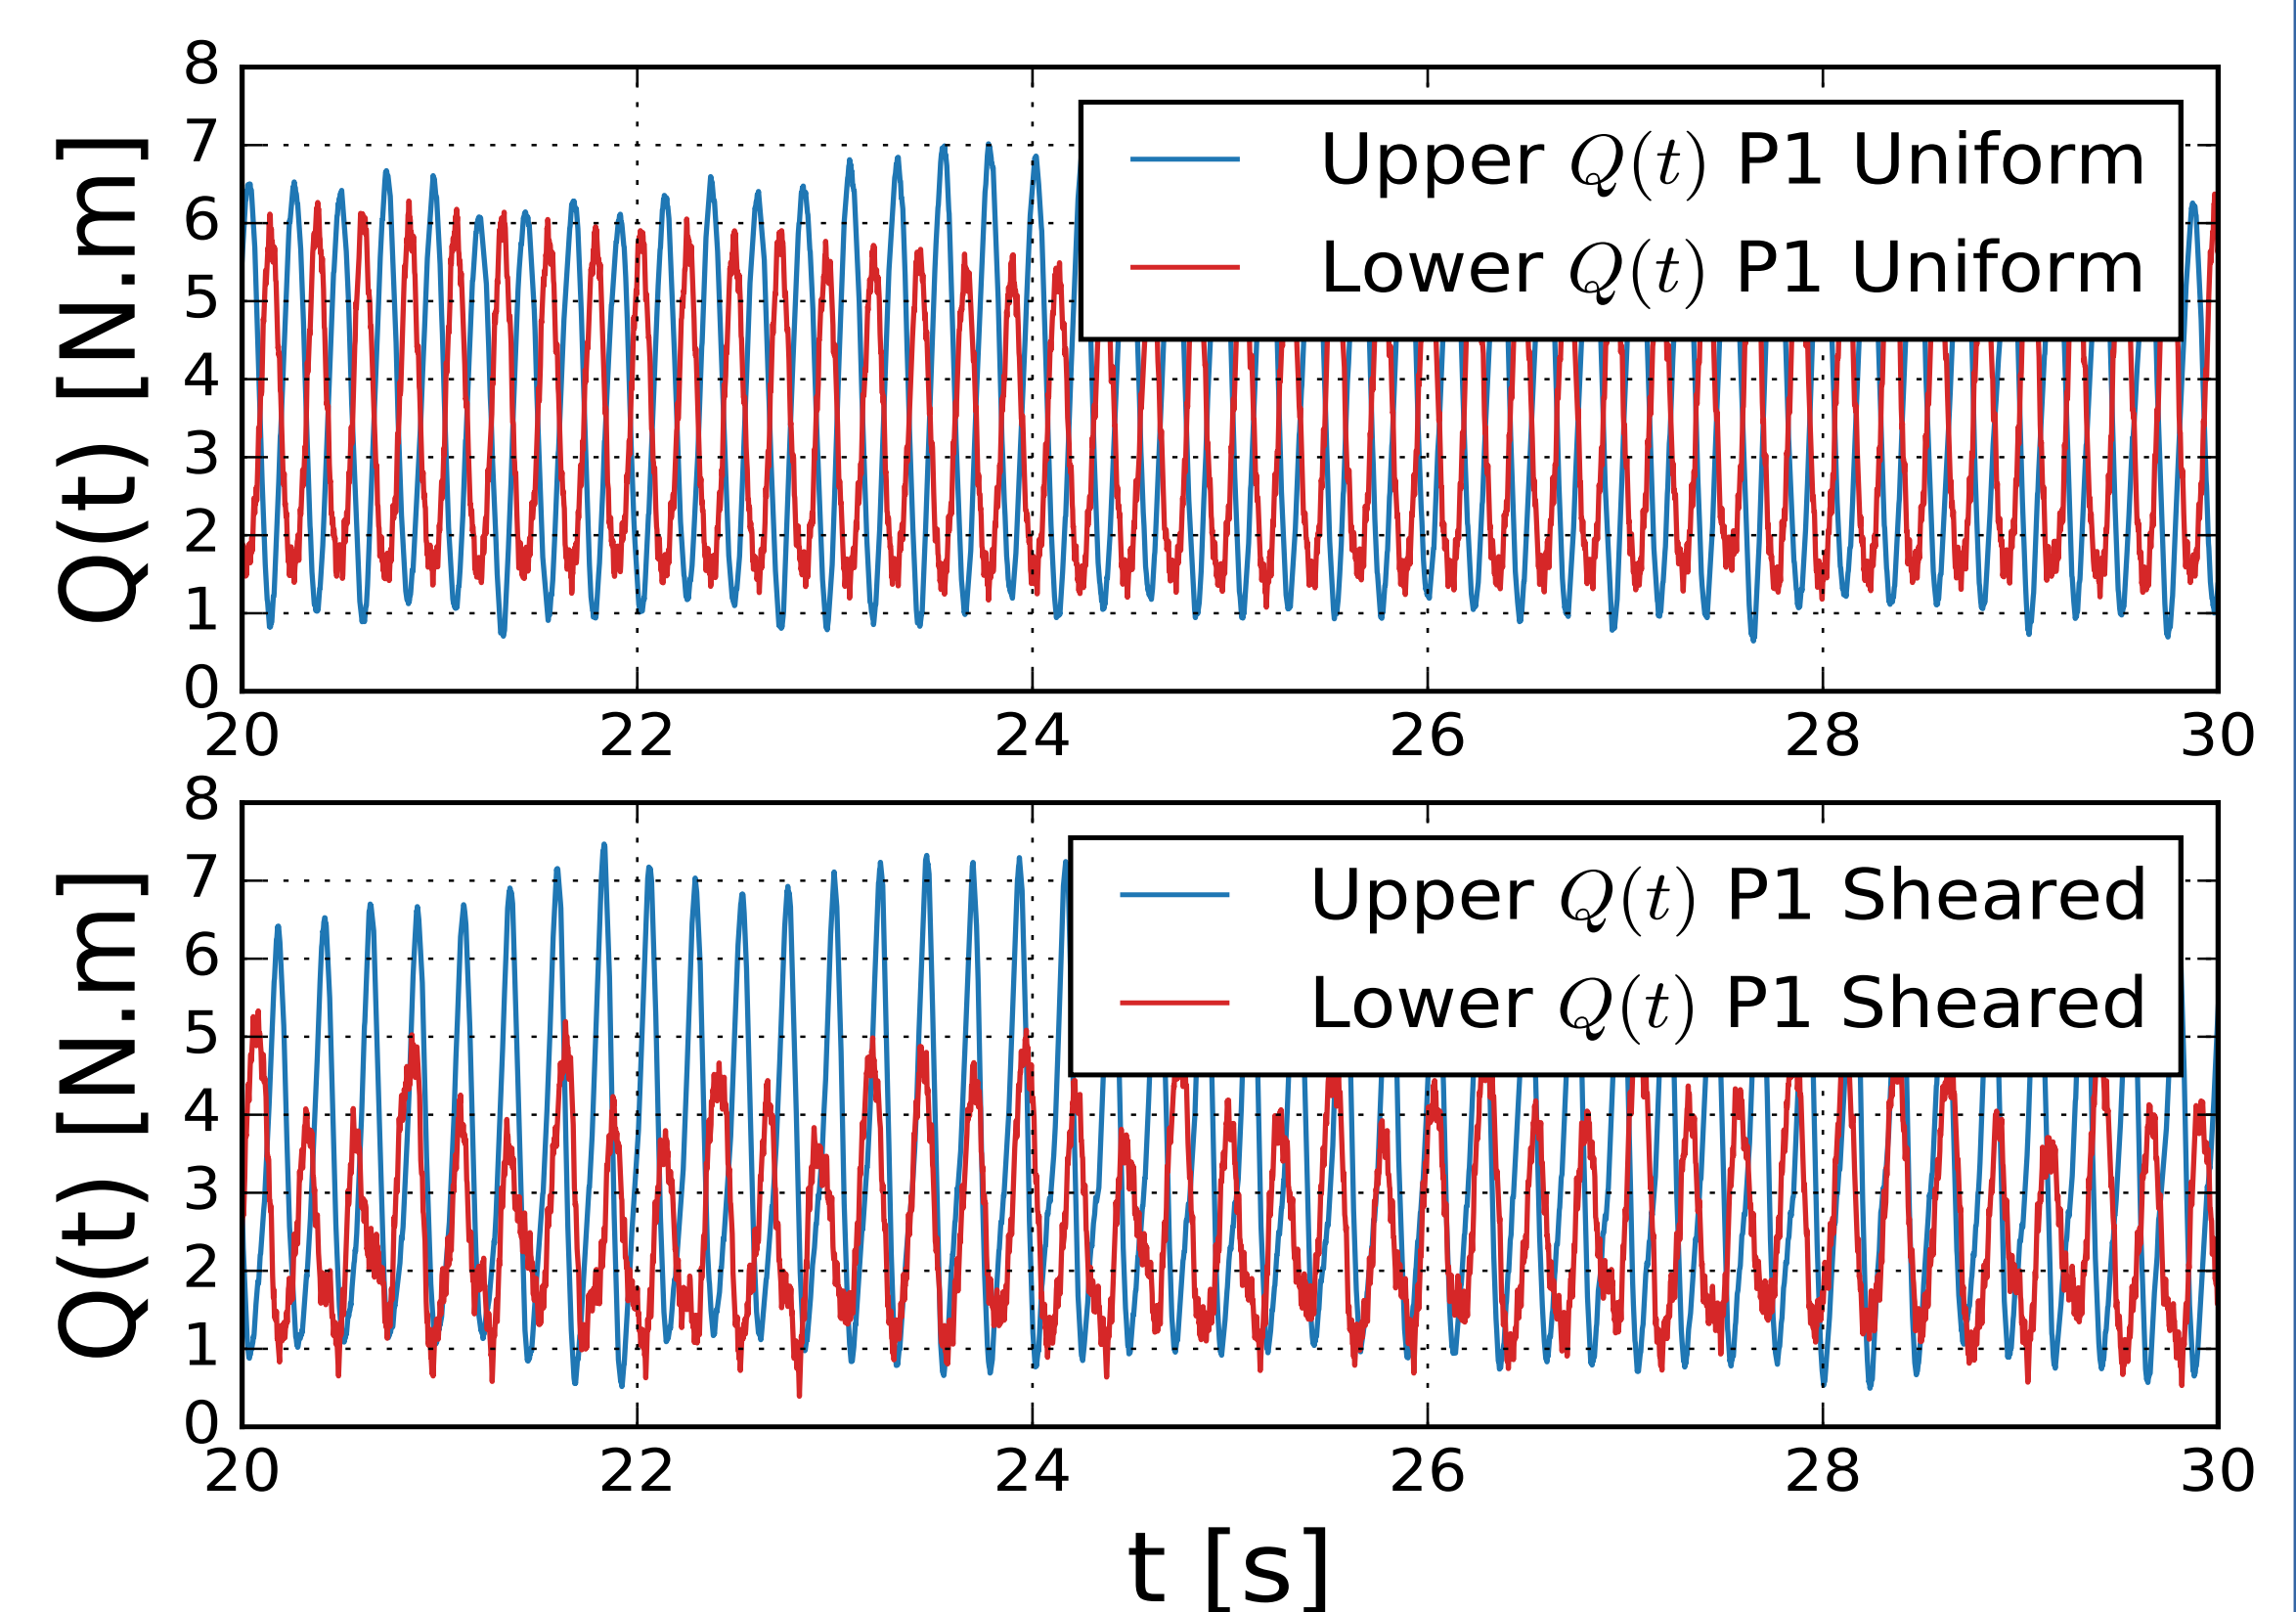 Q(t) [N.m]
8
7
6
5
4
3
2
1
0
Upper Q(t) P1 Uniform
Lower Q(t) P1 Uniform
20 22 24 26 28 30
Q(t) [N.m]
8
7
6
5
4
3
2
1
0
Upper Q(t) P1 Sheared
Lower Q(t) P1 Sheared
20 22 24 26 28 30
t [s]